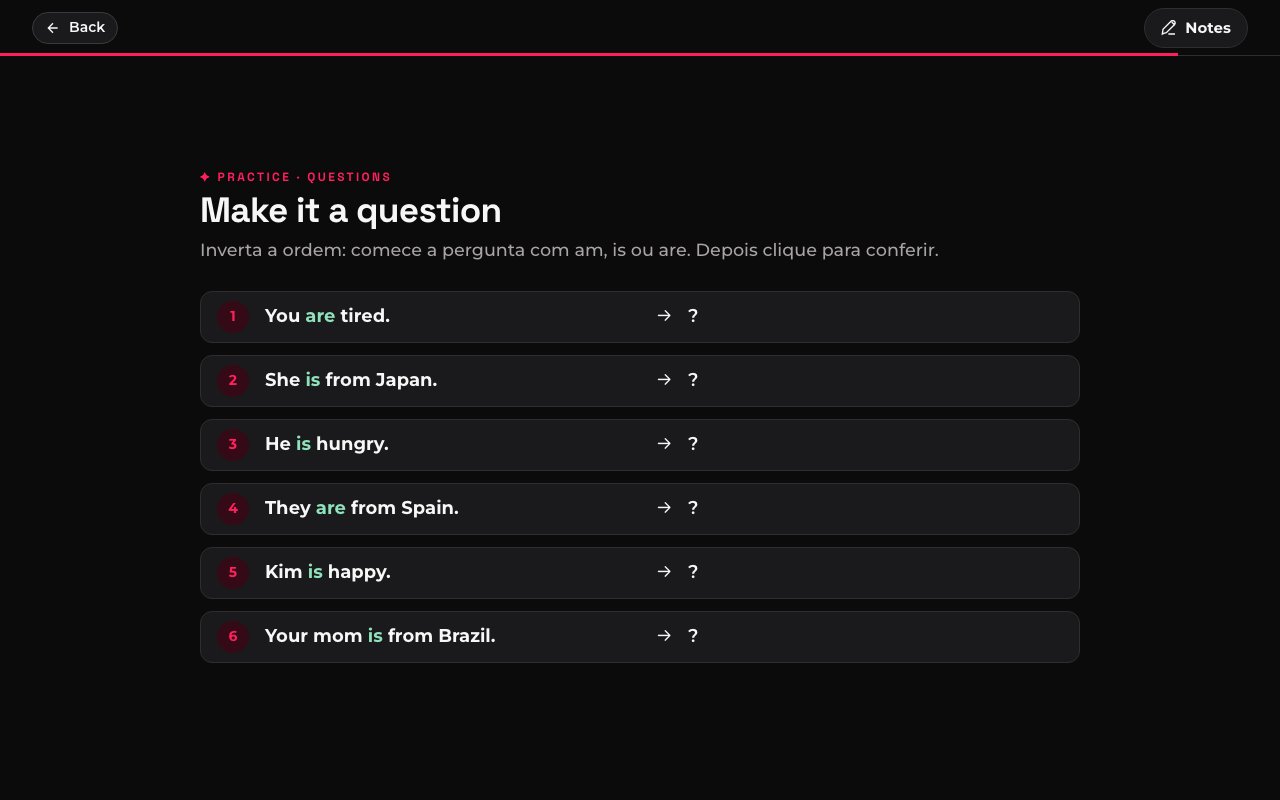 Back
Notes
PRACTICE · QUESTIONS
Make it a question
Inverta a ordem: comece a pergunta com am, is ou are. Depois clique para conferir.
1 You are tired. → ?
2 She is from Japan. → ?
3 He is hungry. → ?
4 They are from Spain. → ?
5 Kim is happy. → ?
6 Your mom is from Brazil. → ?